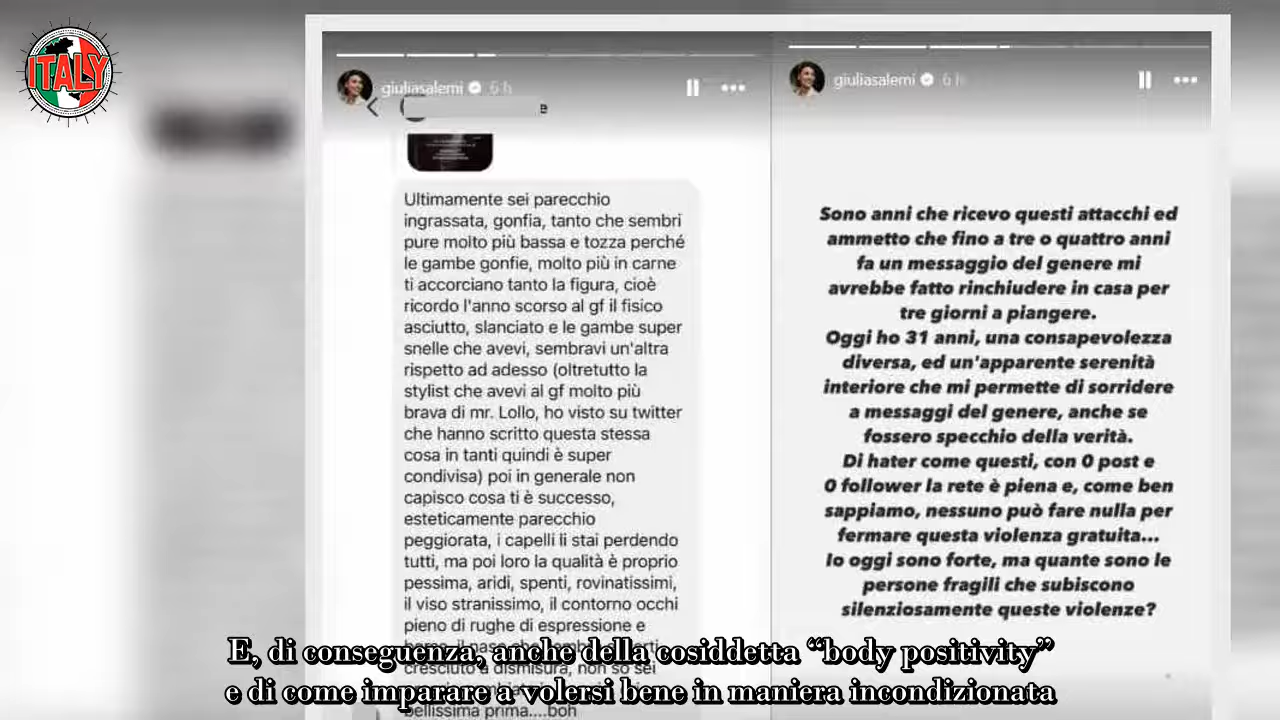 ITALY
giuliasalemi 6 h
e
Ultimamente sei parecchio
ingrassata, gonfia, tanto che sembri
pure molto più bassa e tozza perché
le gambe gonfie, molto più in carne
ti accorciano tanto la figura, cioè
ricordo l'anno scorso al gf il fisico
asciutto, slanciato e le gambe super
snelle che avevi, sembravi un'altra
rispetto ad adesso (oltretutto la
stylist che avevi al gf molto più
brava di mr. Lollo, ho visto su twitter
che hanno scritto questa stessa
cosa in tanti quindi è super
condivisa) poi in generale non
capisco cosa ti è successo,
esteticamente parecchio
peggiorata, i capelli li stai perdendo
tutti, ma poi loro la qualità è proprio
pessima, aridi, spenti, rovinatissimi,
il viso stranissimo, il contorno occhi
pieno di rughe di espressione e
cresciuto a dismisura, non so sei
bellissima prima....boh
giuliasalemi 6 h
Sono anni che ricevo questi attacchi ed
ammetto che fino a tre o quattro anni
fa un messaggio del genere mi
avrebbe fatto rinchiudere in casa per
tre giorni a piangere.
Oggi ho 31 anni, una consapevolezza
diversa, ed un'apparente serenità
interiore che mi permette di sorridere
a messaggi del genere, anche se
fossero specchio della verità.
Di hater come questi, con 0 post e
0 follower la rete è piena e, come ben
sappiamo, nessuno può fare nulla per
fermare questa violenza gratuita...
Io oggi sono forte, ma quante sono le
persone fragili che subiscono
silenziosamente queste violenze?
E, di conseguenza, anche della cosiddetta “body positivity”
e di come imparare a volersi bene in maniera incondizionata